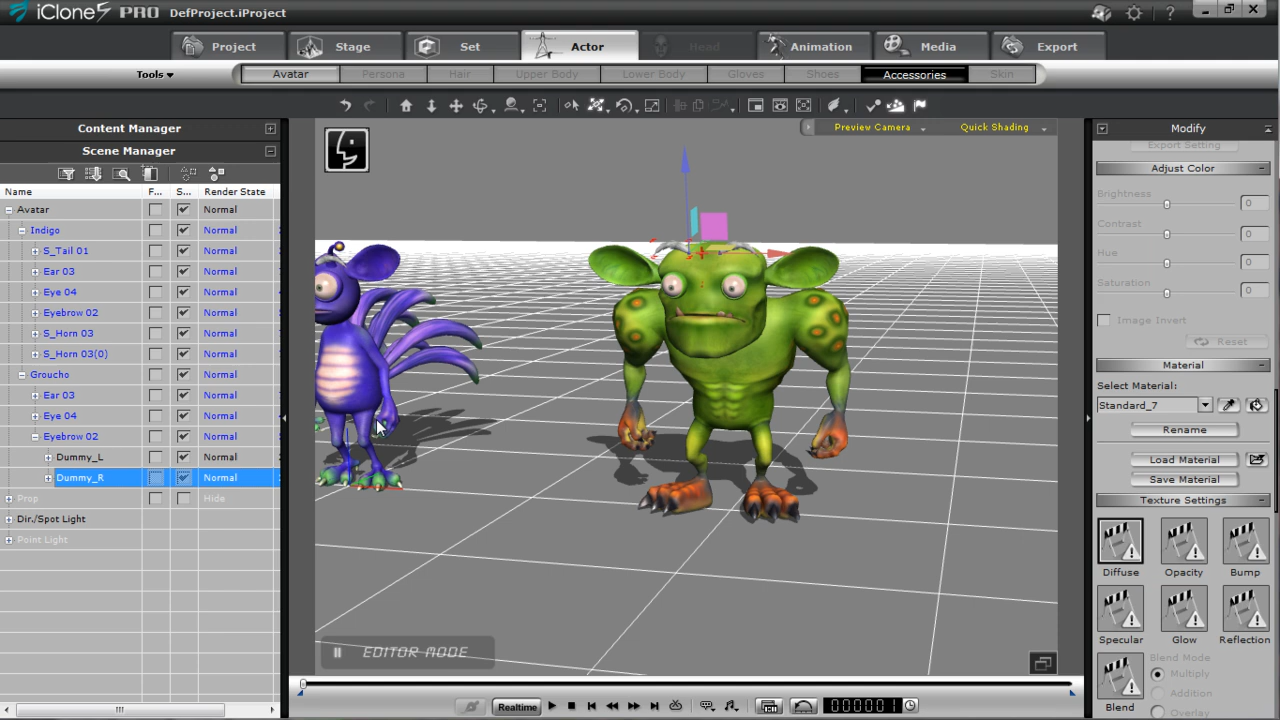 iClone5 PRO DefProject.iProject
Project Stage Set Actor Head Animation Media Export
Tools Avatar Persona Hair Upper Body Lower Body Gloves Shoes Accessories Skin
Content Manager
Scene Manager
Name F... S... Render State
Avatar Normal
Indigo Normal
S_Tail 01 Normal
Ear 03 Normal
Eye 04 Normal
Eyebrow 02 Normal
S_Horn 03 Normal
S_Horn 03(0) Normal
Groucho Normal
Ear 03 Normal
Eye 04 Normal
Eyebrow 02 Normal
Dummy_L Normal
Dummy_R Normal
Prop Hide
Dir./Spot Light
Point Light
Preview Camera Quick Shading
EDITOR MODE
Realtime
0000001
Modify
Export Setting
Adjust Color
Brightness 0
Contrast 0
Hue 0
Saturation 0
Image Invert
Reset
Material
Select Material:
Standard_7
Rename
Load Material
Save Material
Texture Settings
Diffuse Opacity Bump
Specular Glow Reflection
Blend
Blend Mode
Multiply
Addition
Overlay